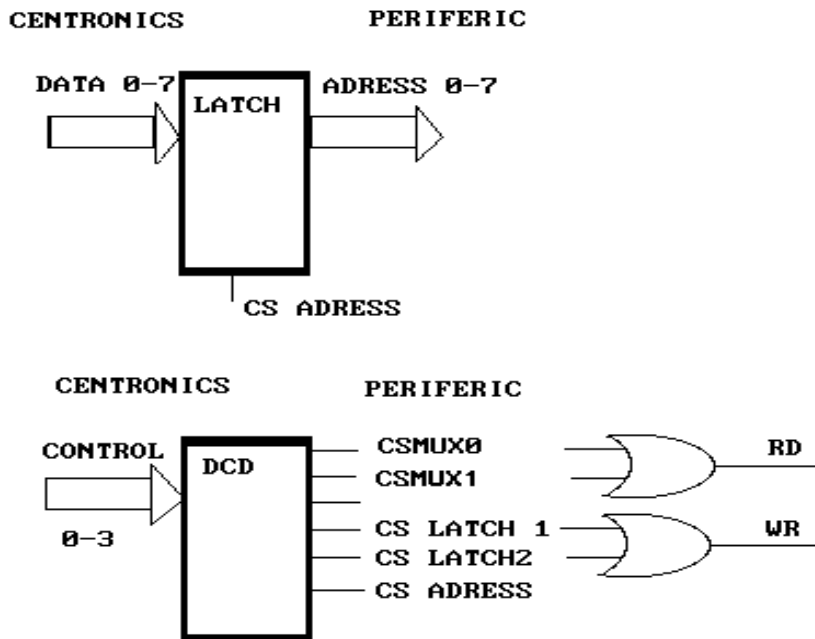 CENTRONICS PERIFERIC
DATA 0-7 ADRESS 0-7
LATCH
CS ADRESS
CENTRONICS PERIFERIC
CONTROL
DCD
0-3
CSMUX0
CSMUX1
CS LATCH 1
CS LATCH2
CS ADRESS
RD
WR